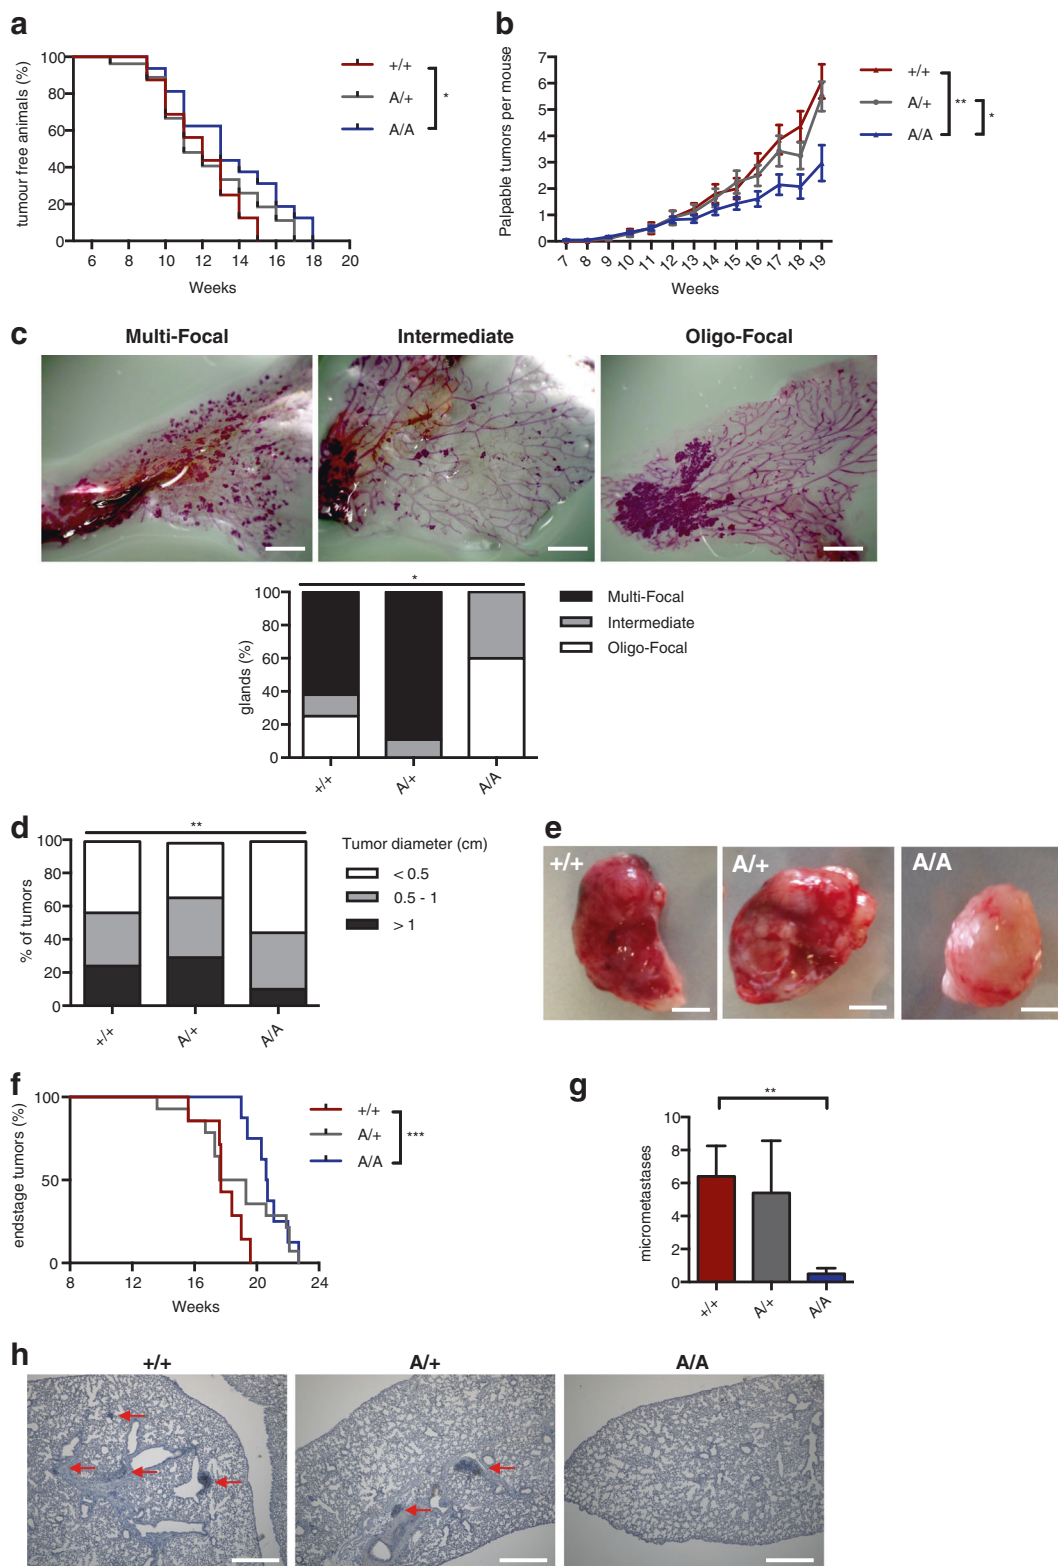 a
tumour free animals (%)
100
80
60
40
20
0
6 8 10 12 14 16 18 20
Weeks
+/+
A/+
A/A
*
b
Palpable tumors per mouse
7
6
5
4
3
2
1
0
7 8 9 10 11 12 13 14 15 16 17 18 19
Weeks
+/+
A/+
A/A
**
*
c
Multi-Focal Intermediate Oligo-Focal
*
glands (%)
100
80
60
40
20
0
+/+ A/+ A/A
Multi-Focal
Intermediate
Oligo-Focal
d
**
% of tumors
100
80
60
40
20
0
+/+ A/+ A/A
Tumor diameter (cm)
< 0.5
0.5 - 1
> 1
e
+/+ A/+ A/A
f
endstage tumors (%)
100
50
0
8 12 16 20 24
Weeks
+/+
A/+
A/A
***
g
**
micrometastases
10
8
6
4
2
0
+/+ A/+ A/A
h
+/+ A/+ A/A